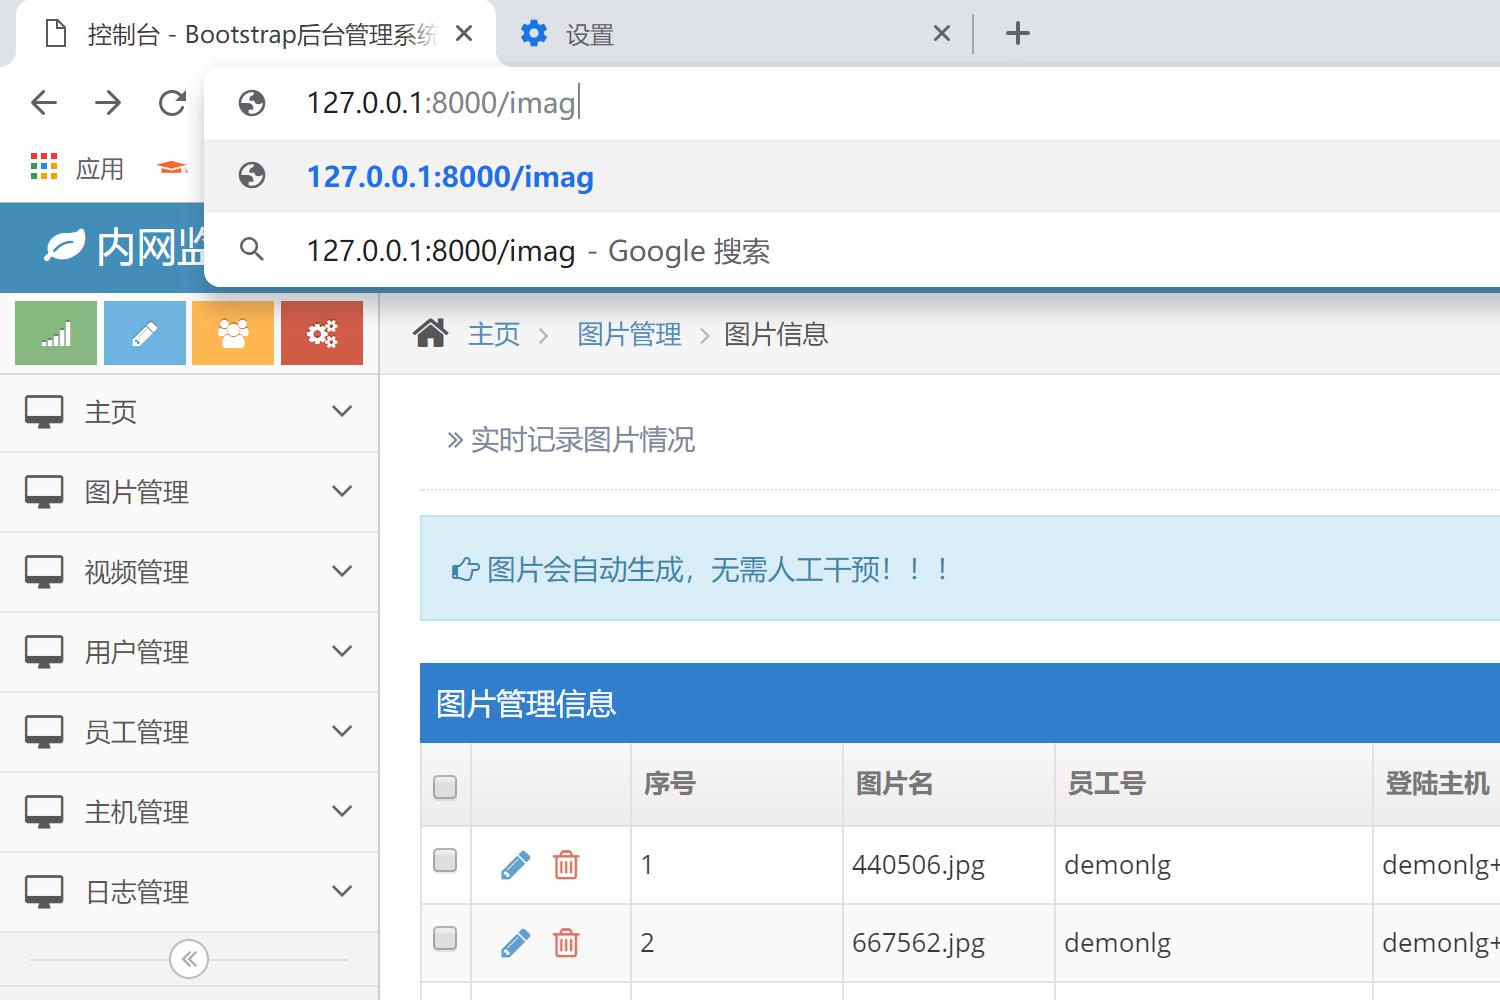 控制台 - Bootstrap后台管理系统
设置
127.0.0.1:8000/imag
应用
127.0.0.1:8000/imag
127.0.0.1:8000/imag - Google 搜索
内网监
主页 图片管理 图片信息
主页
图片管理
视频管理
用户管理
员工管理
主机管理
日志管理
实时记录图片情况
图片会自动生成，无需人工干预！！！
图片管理信息
序号 图片名 员工号 登陆主机
1 440506.jpg demonlg demonlg+
2 667562.jpg demonlg demonlg+